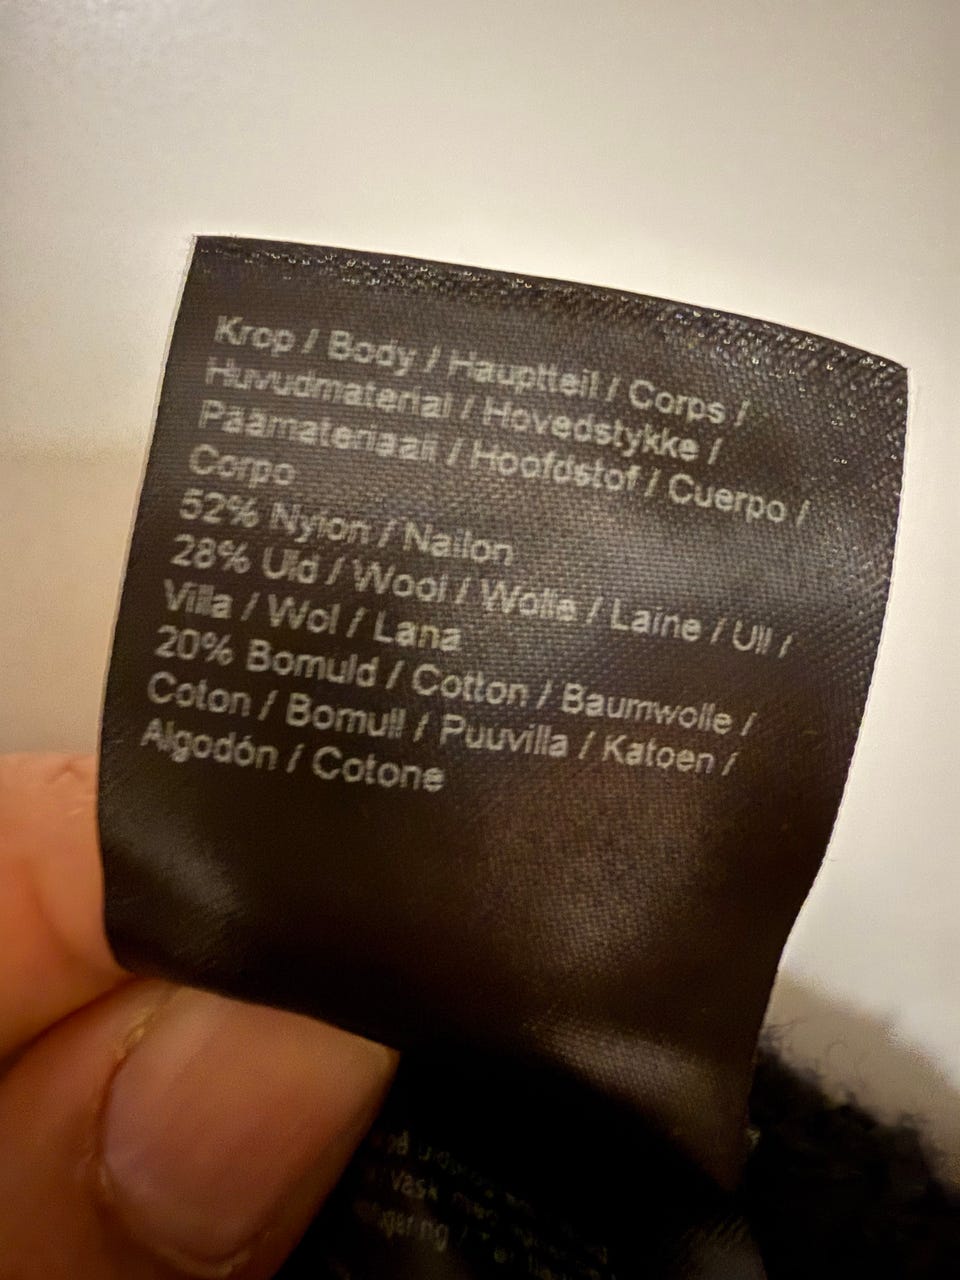 Krop / Body / Hauptteil / Corps /
Huvudmaterial / Hovedstykke /
Päämateriaali / Hoofdstof / Cuerpo /
Corpo
52% Nylon / Nailon
28% Uld / Wool / Wolle / Laine / Ull /
Villa / Wol / Lana
20% Bomuld / Cotton / Baumwolle /
Coton / Bomull / Puuvilla / Katoen /
Algodón / Cotone